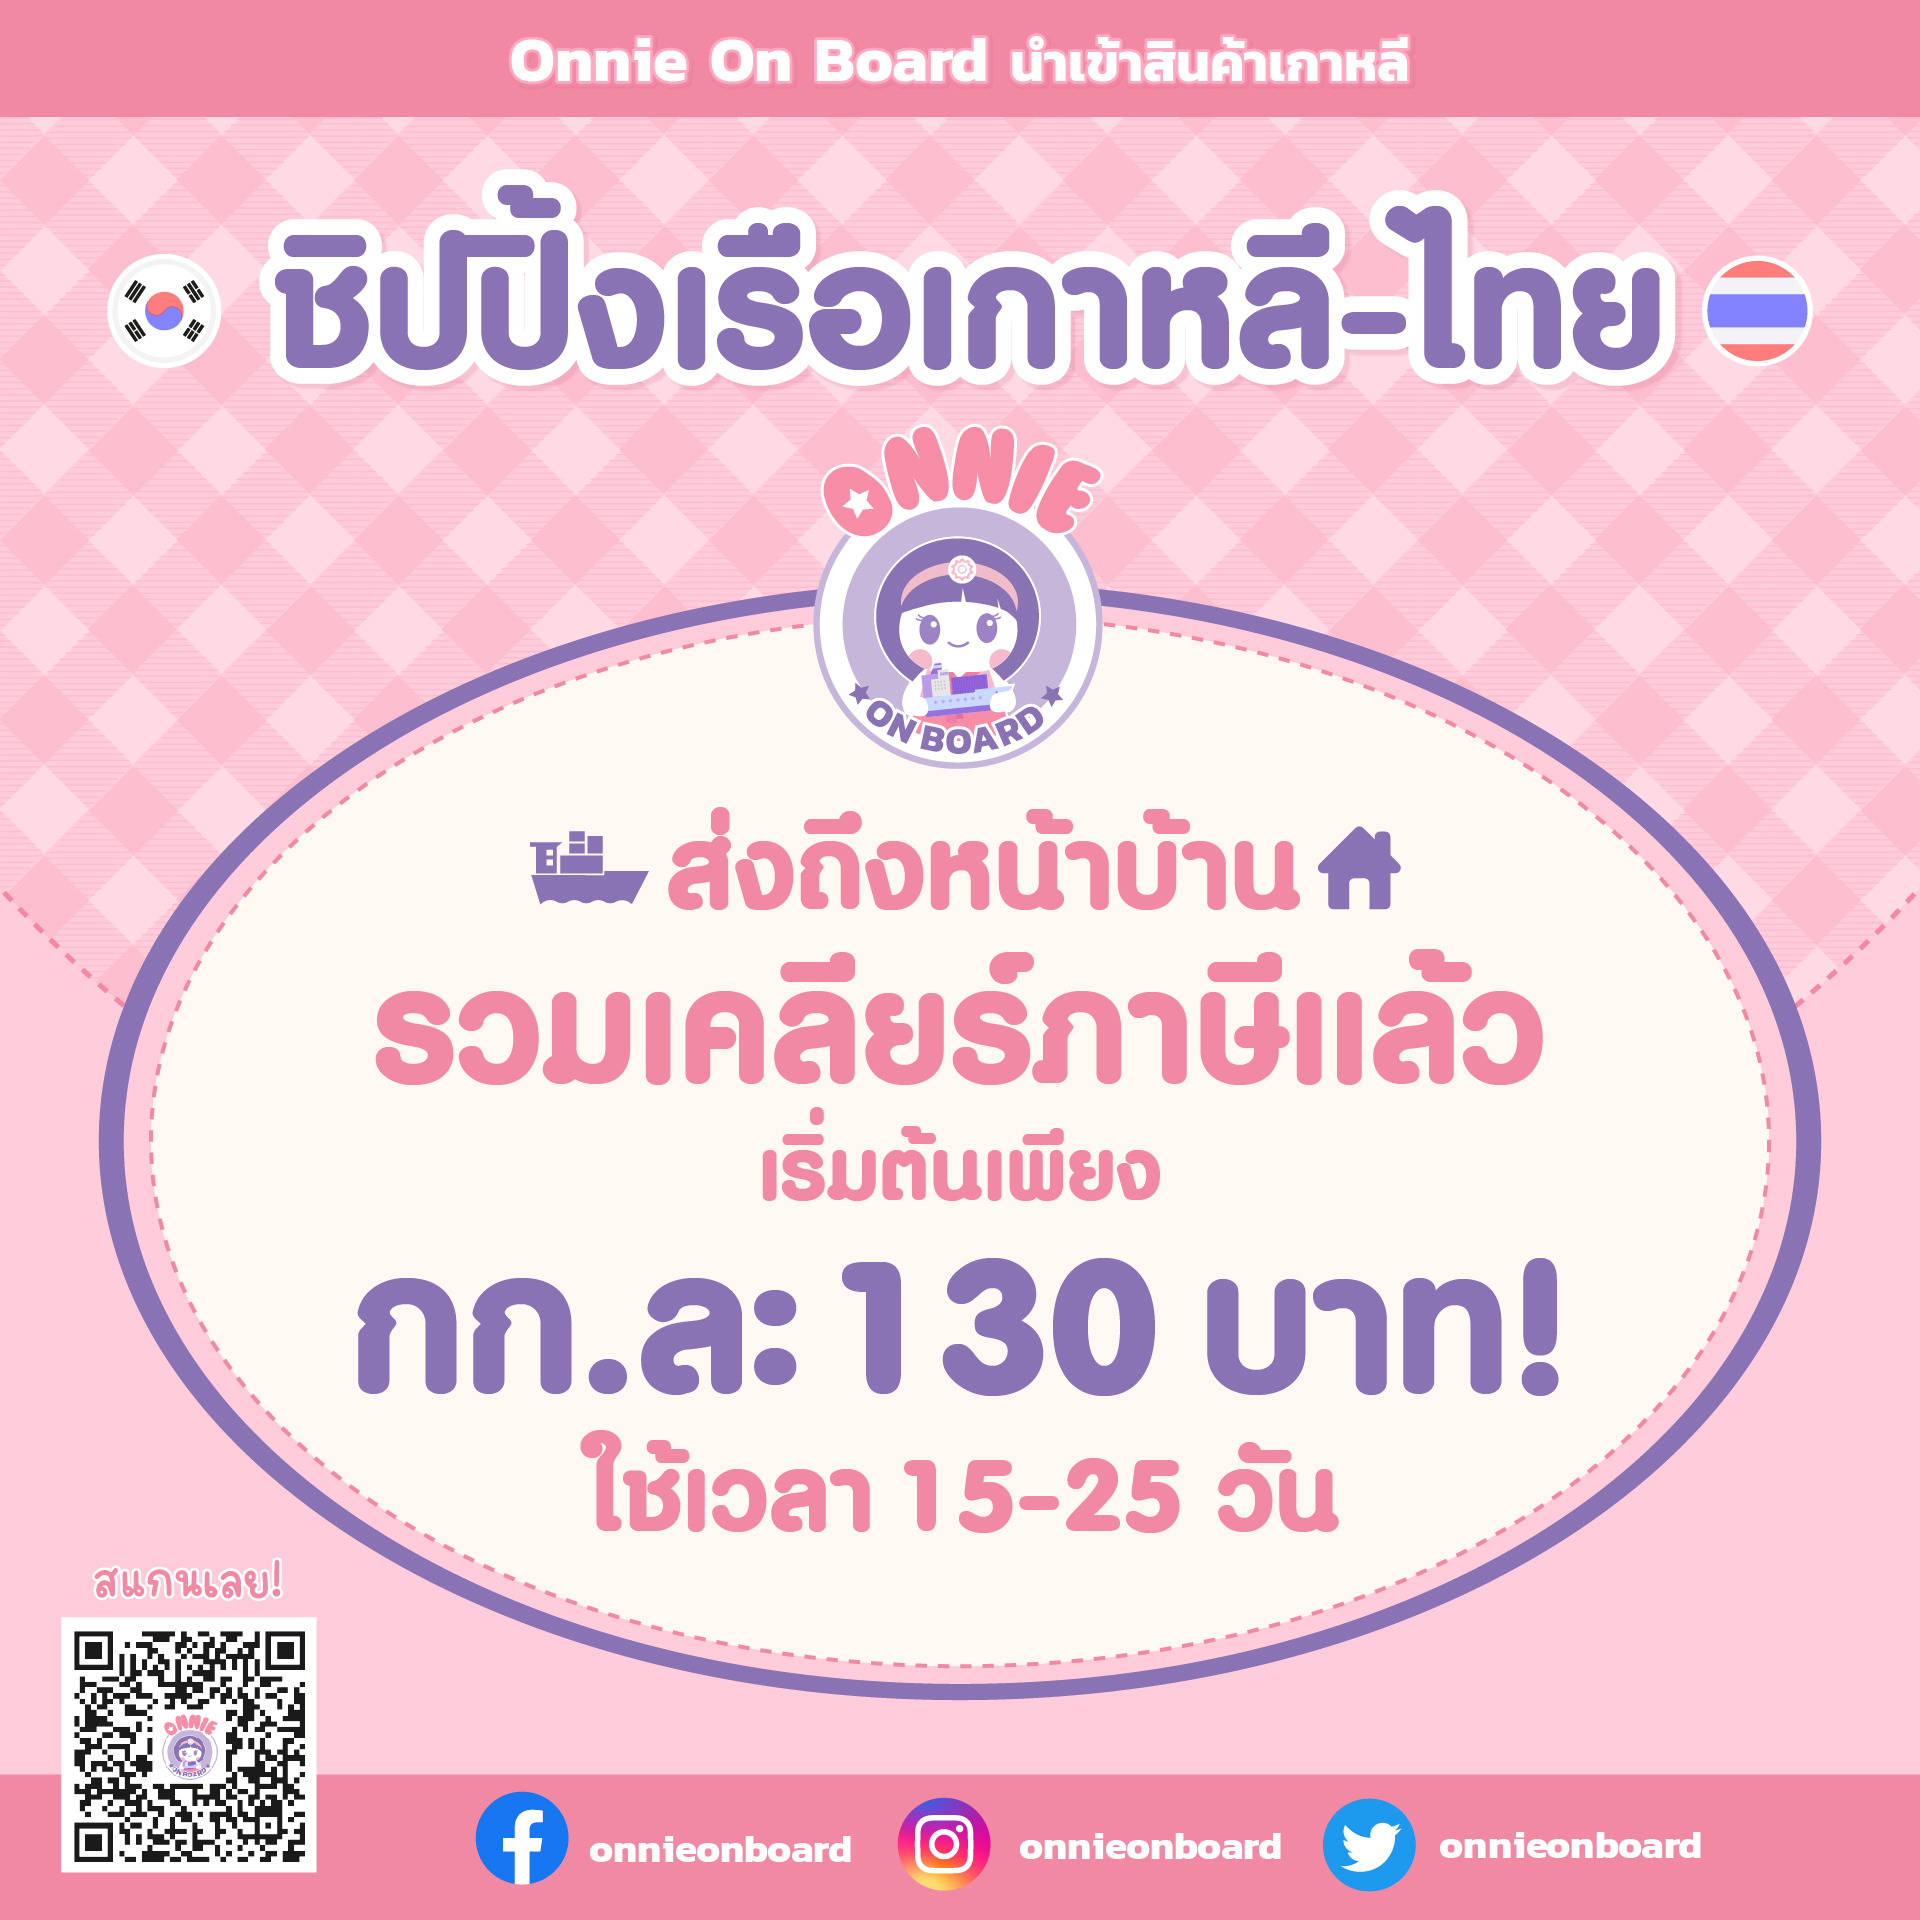 Onnie On Board นำเข้าสินค้าเกาหลี
ชิปปิ้งเรือเกาหลี-ไทย
ONNIE
ON BOARD
ส่งถึงหน้าบ้าน
รวมเคลียร์ภาษีแล้ว
เริ่มต้นเพียง
กก.ละ 130 บาท!
ใช้เวลา 15-25 วัน
สแกนเลย!
ONNIE
ON BOARD
onnieonboard
onnieonboard
onnieonboard